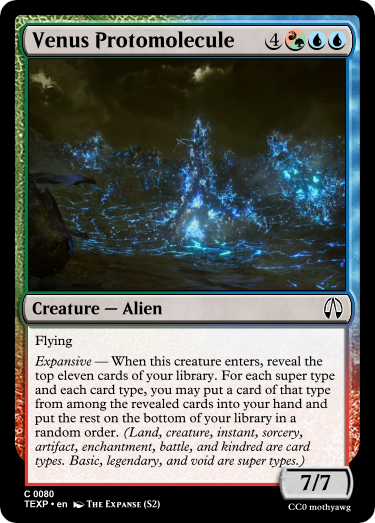 Venus Protomolecule 4
Creature — Alien
Flying
Expansive — When this creature enters, reveal the
top eleven cards of your library. For each super type
and each card type, you may put a card of that type
from among the revealed cards into your hand and
put the rest on the bottom of your library in a
random order. (Land, creature, instant, sorcery,
artifact, enchantment, battle, and kindred are card
types. Basic, legendary, and void are super types.)
7/7
C 0080
TEXP • en The Expanse (S2)
CC0 mothyawg